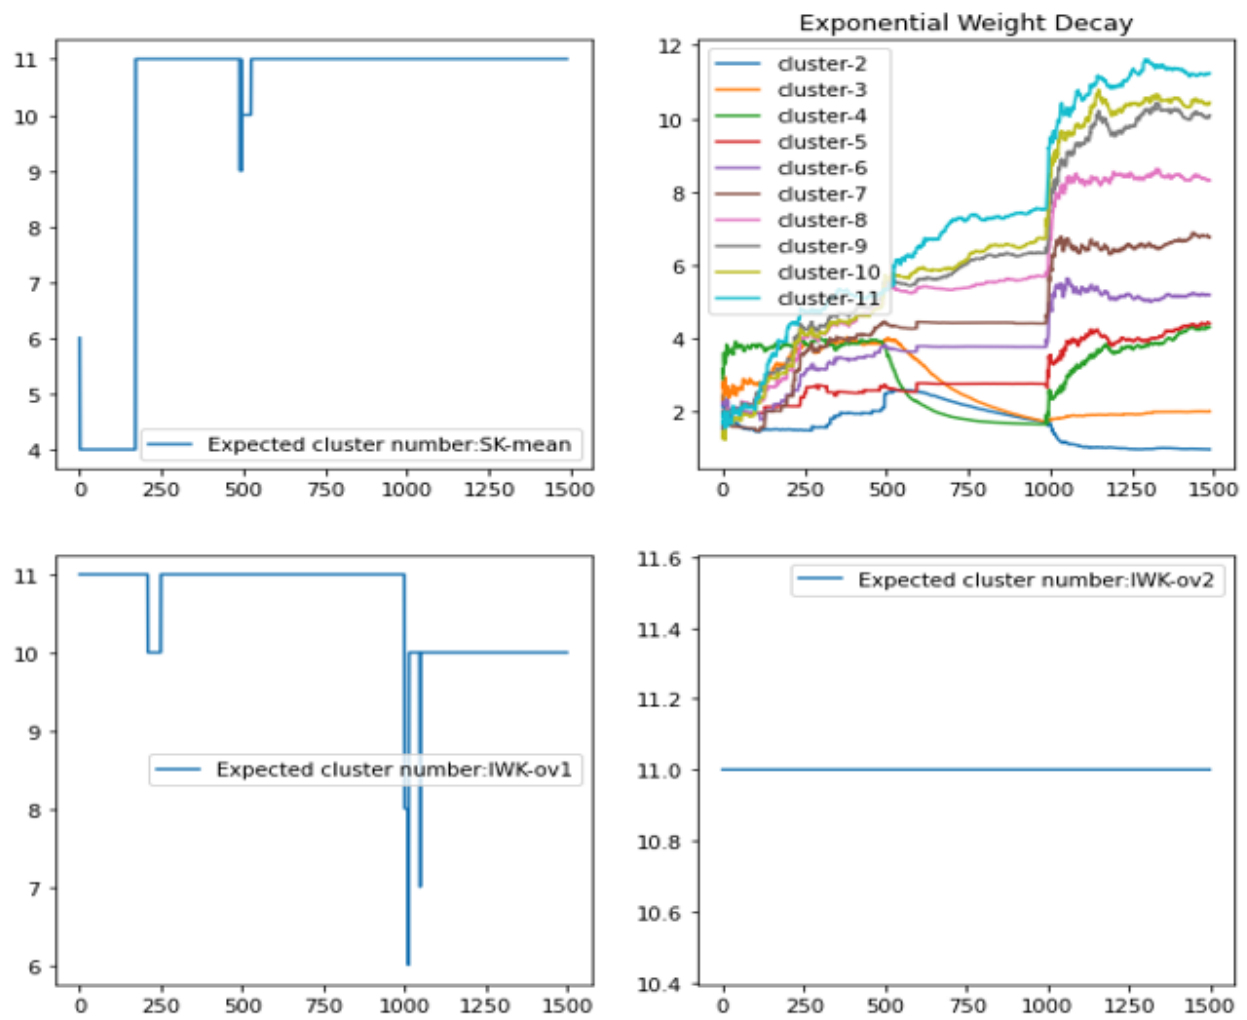 Exponential Weight Decay
11
10
9
8
7
6
5
4
Expected cluster number:SK-mean
0 250 500 750 1000 1250 1500
12
10
8
6
4
2
cluster-2
cluster-3
cluster-4
cluster-5
cluster-6
cluster-7
cluster-8
cluster-9
cluster-10
cluster-11
0 250 500 750 1000 1250 1500
11
10
9
8
7
6
Expected cluster number:IWK-ov1
0 250 500 750 1000 1250 1500
11.6
11.4
11.2
11.0
10.8
10.6
10.4
Expected cluster number:IWK-ov2
0 250 500 750 1000 1250 1500